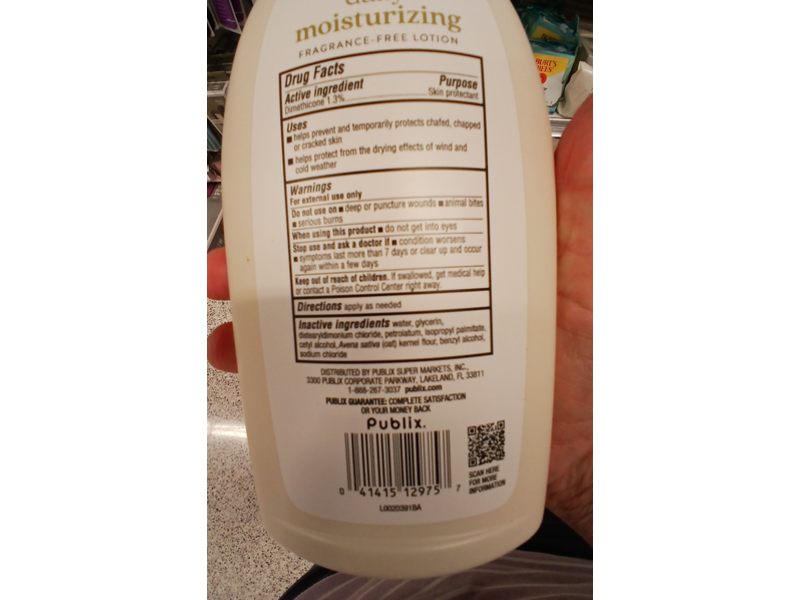 daily
moisturizing
FRAGRANCE-FREE LOTION
Drug Facts
Active ingredient Purpose
Dimethicone 1.3% Skin protectant
Uses
■ helps prevent and temporarily protects chafed, chapped
or cracked skin
■ helps protect from the drying effects of wind and
cold weather
Warnings
For external use only
Do not use on ■ deep or puncture wounds ■ animal bites
■ serious burns
When using this product ■ do not get into eyes
Stop use and ask a doctor if ■ condition worsens
■ symptoms last more than 7 days or clear up and occur
again within a few days
Keep out of reach of children. If swallowed, get medical help
or contact a Poison Control Center right away.
Directions apply as needed
Inactive ingredients water, glycerin,
distearyldimonium chloride, petrolatum, isopropyl palmitate,
cetyl alcohol, Avena sativa (oat) kernel flour, benzyl alcohol,
sodium chloride
DISTRIBUTED BY PUBLIX SUPER MARKETS, INC.,
3300 PUBLIX CORPORATE PARKWAY, LAKELAND, FL 33811
1-888-267-3037 publix.com
PUBLIX GUARANTEE: COMPLETE SATISFACTION
OR YOUR MONEY BACK
Publix.
0 41415 12975 7
SCAN HERE
FOR MORE
INFORMATION
L0020391BA
BURT'S
BEES